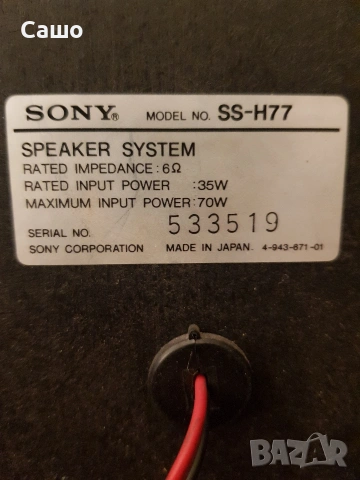 Сашо
SONY® MODEL NO. SS-H77
SPEAKER SYSTEM
RATED IMPEDANCE : 6Ω
RATED INPUT POWER :35W
MAXIMUM INPUT POWER:70W
SERIAL NO. 533519
SONY CORPORATION MADE IN JAPAN. 4-943-671-01
BAZAR